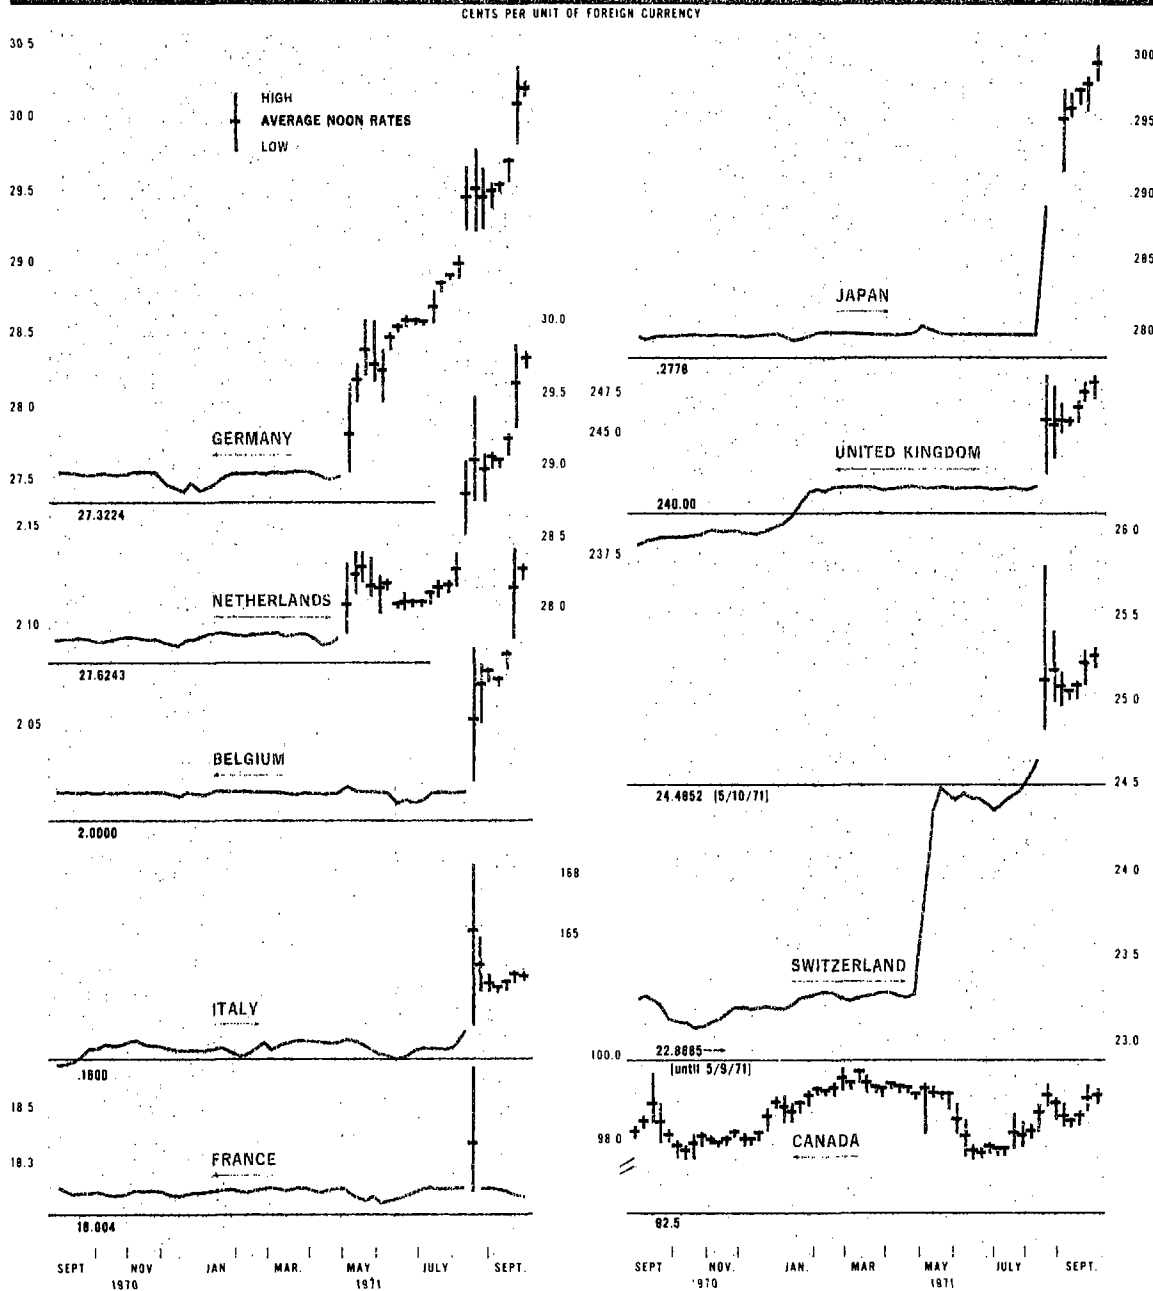 CENTS PER UNIT OF FOREIGN CURRENCY
30 5
30 0
29.5
29 0
28.5
28 0
27.5
HIGH
AVERAGE NOON RATES
LOW
GERMANY
27.3224
30.0
29.5
29.0
28 5
28 0
NETHERLANDS
27.6243
2.15
2 10
2 05
BELGIUM
2.0000
168
165
ITALY
.1600
18 5
18.3
FRANCE
18.004
SEPT
NOV
JAN
MAR.
MAY
JULY
SEPT.
1970
1971
300
.295
.290
285
280
JAPAN
.2778
247 5
245 0
UNITED KINGDOM
240.00
237 5
26 0
25.5
25.0
24 5
24.4852 (5/10/71)
24 0
23 5
SWITZERLAND
23.0
22.8685
(until 5/9/71)
100.0
98 0
CANADA
82.5
SEPT
NOV.
JAN.
MAR
MAY
JULY
SEPT.
1970
1971